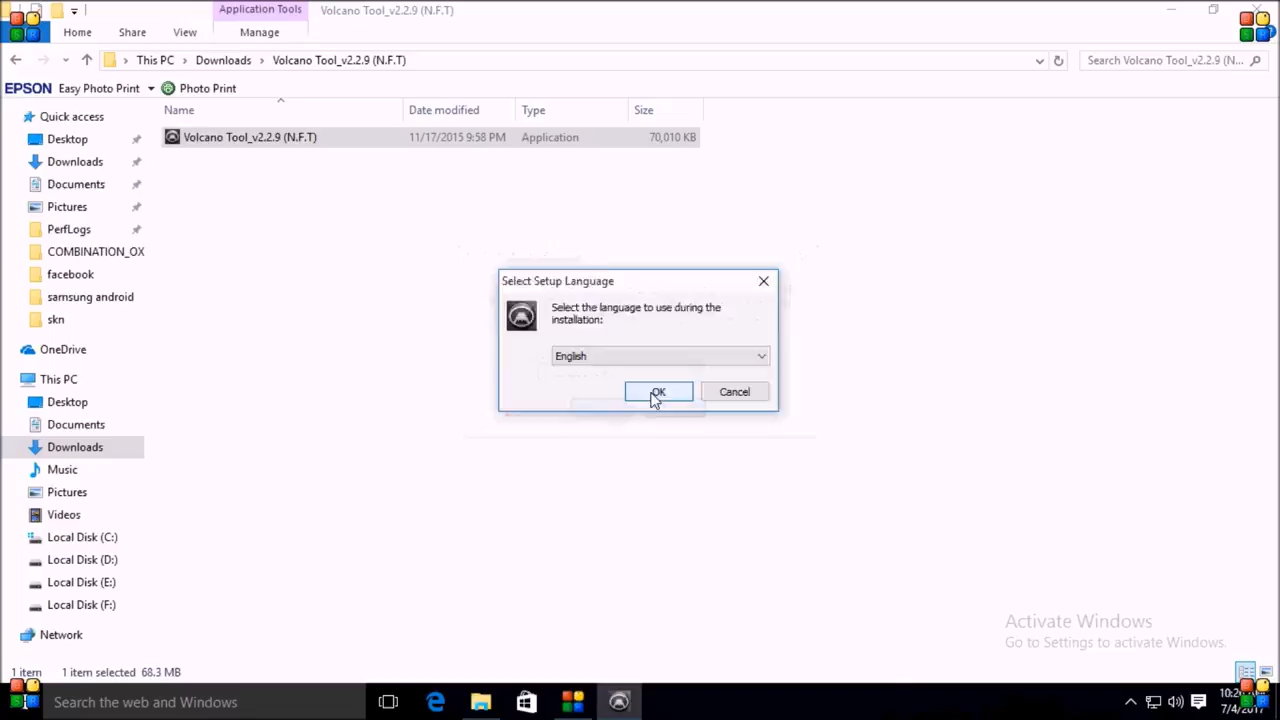 Application Tools
Volcano Tool_v2.2.9 (N.F.T)
Home
Share
View
Manage
This PC
Downloads
Volcano Tool_v2.2.9 (N.F.T)
Search Volcano Tool_v2.2.9 (N...
EPSON
Easy Photo Print
Photo Print
Name
Date modified
Type
Size
Volcano Tool_v2.2.9 (N.F.T)
11/17/2015 9:58 PM
Application
70,010 KB
Quick access
Desktop
Downloads
Documents
Pictures
PerfLogs
COMBINATION_OX
facebook
samsung android
skn
OneDrive
This PC
Desktop
Documents
Downloads
Music
Pictures
Videos
Local Disk (C:)
Local Disk (D:)
Local Disk (E:)
Local Disk (F:)
Network
Select Setup Language
Select the language to use during the
installation:
English
OK
Cancel
Activate Windows
Go to Settings to activate Windows.
1 item
1 item selected 68.3 MB
Search the web and Windows